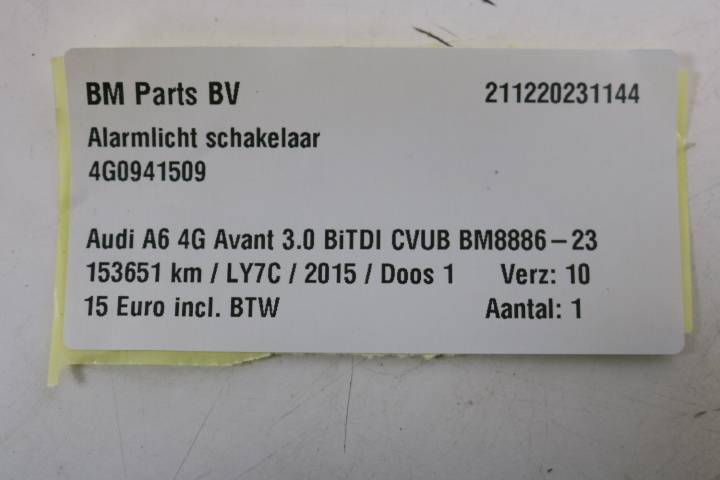 BM Parts BV 211220231144
Alarmlicht schakelaar
4G0941509
Audi A6 4G Avant 3.0 BiTDI CVUB BM8886-23
153651 km / LY7C / 2015 / Doos 1 Verz: 10
15 Euro incl. BTW Aantal: 1